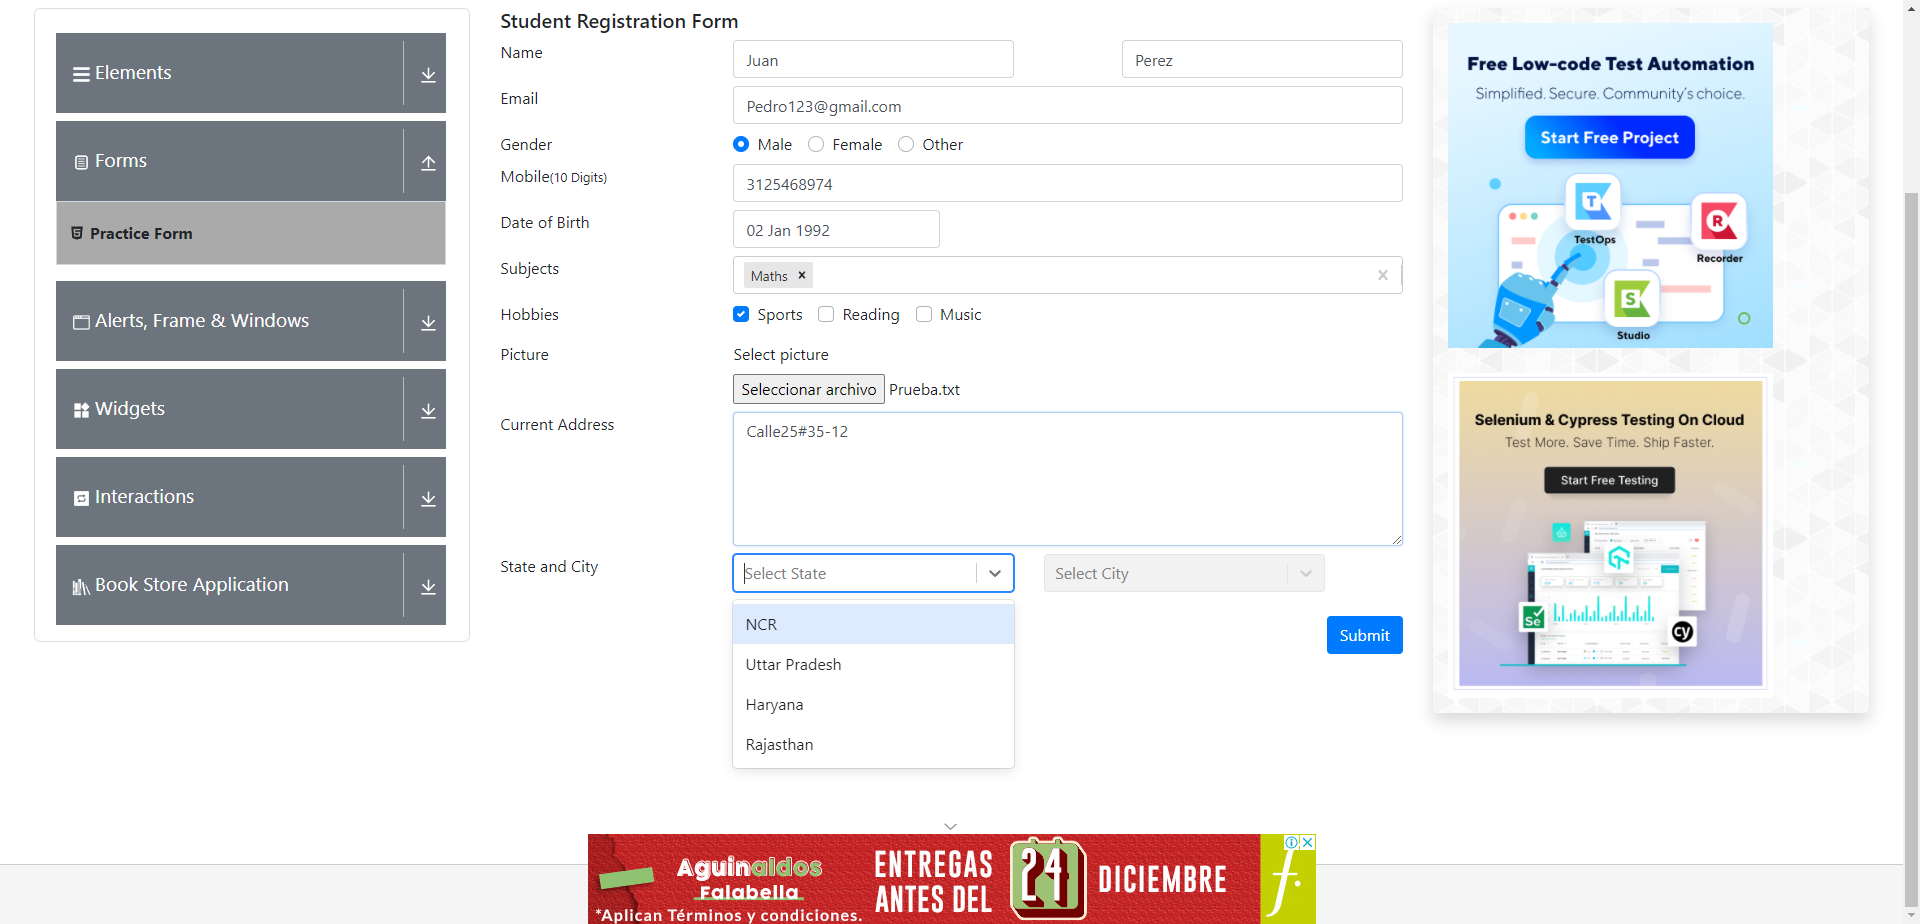 Elements
Forms
Practice Form
Alerts, Frame & Windows
Widgets
Interactions
Book Store Application
Student Registration Form
Name
Juan
Perez
Email
Pedro123@gmail.com
Gender
Male
Female
Other
Mobile(10 Digits)
3125468974
Date of Birth
02 Jan 1992
Subjects
Maths
Hobbies
Sports
Reading
Music
Picture
Select picture
Seleccionar archivo Prueba.txt
Current Address
Calle25#35-12
State and City
Select State
Select City
NCR
Uttar Pradesh
Haryana
Rajasthan
Submit
Free Low-code Test Automation
Simplified. Secure. Community's choice.
Start Free Project
TestOps
Recorder
Studio
Selenium & Cypress Testing On Cloud
Test More. Save Time. Ship Faster.
Start Free Testing
Se
cy
Aguinaldos
Falabella
*Aplican Términos y condiciones.
ENTREGAS
ANTES DEL
24
DICIEMBRE
f.